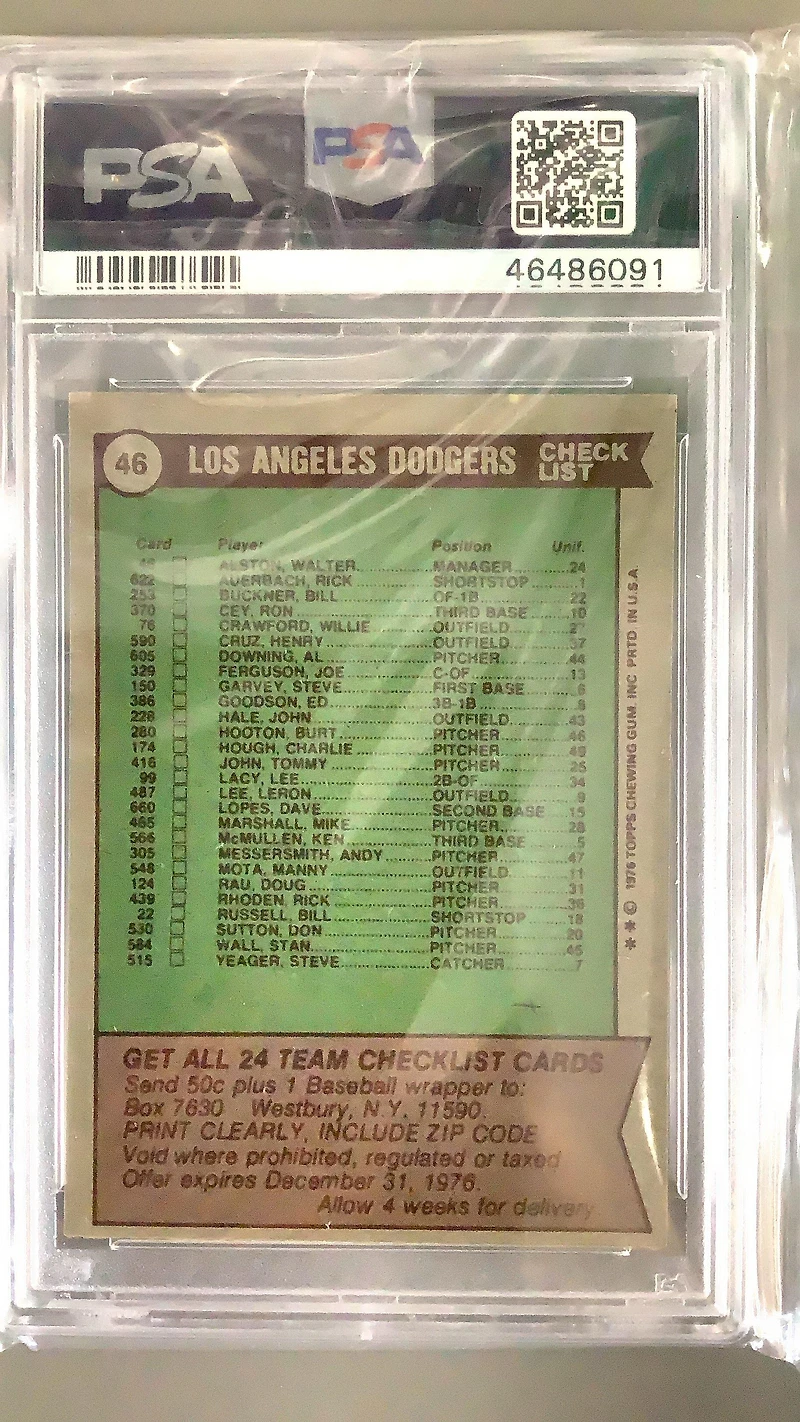 PSA
PSA
46486091
46 LOS ANGELES DODGERS CHECK LIST
Card Player Position Unif.
ALSTON, WALTER MANAGER 24
622 AUERBACH, RICK SHORTSTOP 1
253 BUCKNER, BILL OF-1B 22
370 CEY, RON THIRD BASE 10
76 CRAWFORD, WILLIE OUTFIELD
590 CRUZ, HENRY OUTFIELD 37
605 DOWNING, AL PITCHER 44
329 FERGUSON, JOE C-OF 13
150 GARVEY, STEVE FIRST BASE 6
386 GOODSON, ED 3B-1B
228 HALE, JOHN OUTFIELD 43
280 HOOTON, BURT PITCHER 46
174 HOUGH, CHARLIE PITCHER 49
416 JOHN, TOMMY PITCHER 25
99 LACY, LEE 2B-OF 34
487 LEE, LERON OUTFIELD 9
660 LOPES, DAVE SECOND BASE 15
465 MARSHALL, MIKE PITCHER 28
566 McMULLEN, KEN THIRD BASE 5
305 MESSERSMITH, ANDY PITCHER 47
548 MOTA, MANNY OUTFIELD 11
124 RAU, DOUG PITCHER 31
439 RHODEN, RICK PITCHER 36
22 RUSSELL, BILL SHORTSTOP 18
530 SUTTON, DON PITCHER 20
584 WALL, STAN PITCHER 45
515 YEAGER, STEVE CATCHER 7
** © 1976 TOPPS CHEWING GUM, INC PRTD IN U.S.A.
GET ALL 24 TEAM CHECKLIST CARDS
Send 50c plus 1 Baseball wrapper to:
Box 7630 Westbury, N.Y. 11590.
PRINT CLEARLY, INCLUDE ZIP CODE
Void where prohibited, regulated or taxed
Offer expires December 31, 1976.
Allow 4 weeks for delivery.